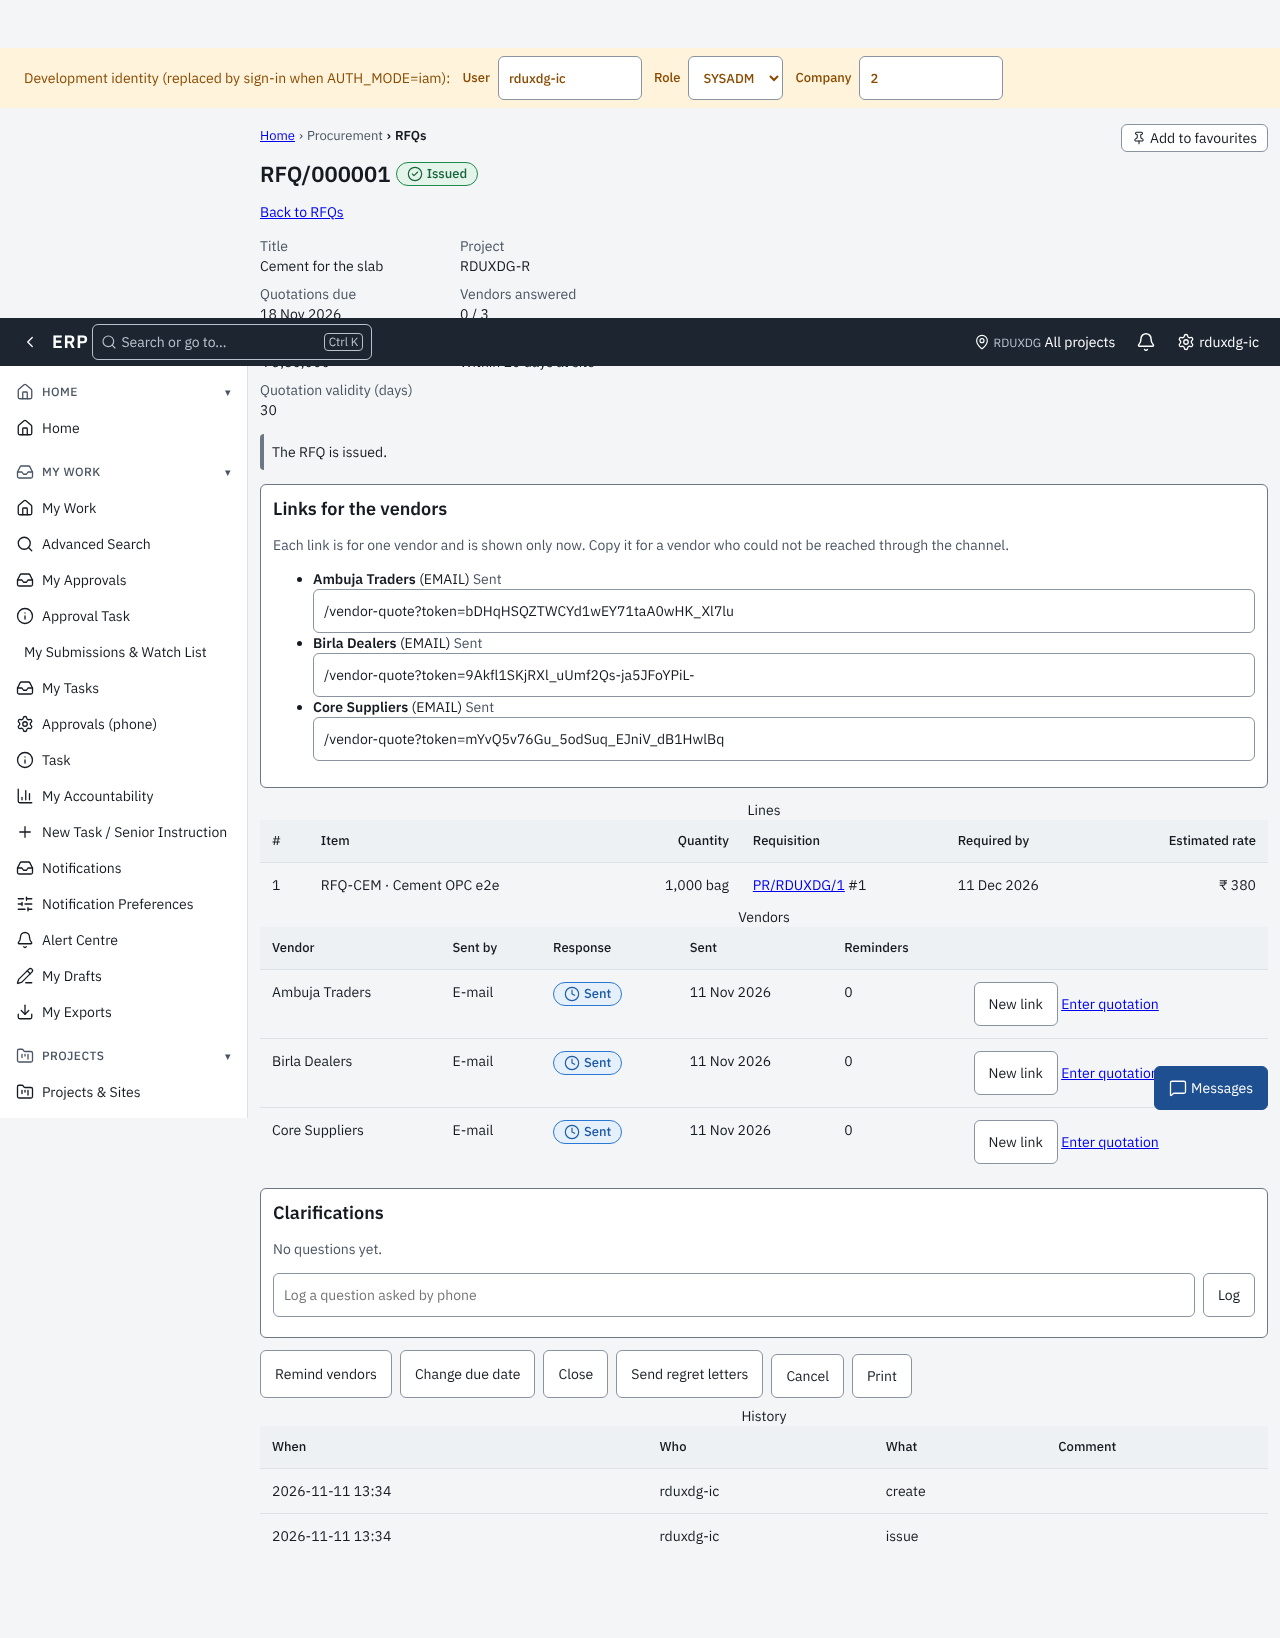 Development identity (replaced by sign-in when AUTH_MODE=iam): User rduxdg-ic Role SYSADM Company 2
Home › Procurement › RFQs
Add to favourites
RFQ/000001 Issued
Back to RFQs
Title Project
Cement for the slab RDUXDG-R
Quotations due Vendors answered
18 Nov 2026 0 / 3
ERP Search or go to... Ctrl K RDUXDG All projects rduxdg-ic
Quotation validity (days)
30
The RFQ is issued.
HOME
Home
MY WORK
My Work
Advanced Search
My Approvals
Approval Task
My Submissions & Watch List
My Tasks
Approvals (phone)
Task
My Accountability
New Task / Senior Instruction
Notifications
Notification Preferences
Alert Centre
My Drafts
My Exports
PROJECTS
Projects & Sites
Links for the vendors
Each link is for one vendor and is shown only now. Copy it for a vendor who could not be reached through the channel.
Ambuja Traders (EMAIL) Sent
/vendor-quote?token=bDHqHSQZTWCYd1wEY71taA0wHK_Xl7lu
Birla Dealers (EMAIL) Sent
/vendor-quote?token=9Akfl1SKjRXl_uUmf2Qs-ja5JFoYPiL-
Core Suppliers (EMAIL) Sent
/vendor-quote?token=mYvQ5v76Gu_5odSuq_EJniV_dB1HwlBq
Lines
# Item Quantity Requisition Required by Estimated rate
1 RFQ-CEM · Cement OPC e2e 1,000 bag PR/RDUXDG/1 #1 11 Dec 2026 ₹ 380
Vendors
Vendor Sent by Response Sent Reminders
Ambuja Traders E-mail Sent 11 Nov 2026 0 New link Enter quotation
Birla Dealers E-mail Sent 11 Nov 2026 0 New link Enter quotation
Messages
Core Suppliers E-mail Sent 11 Nov 2026 0 New link Enter quotation
Clarifications
No questions yet.
Log a question asked by phone Log
Remind vendors Change due date Close Send regret letters Cancel Print
History
When Who What Comment
2026-11-11 13:34 rduxdg-ic create
2026-11-11 13:34 rduxdg-ic issue